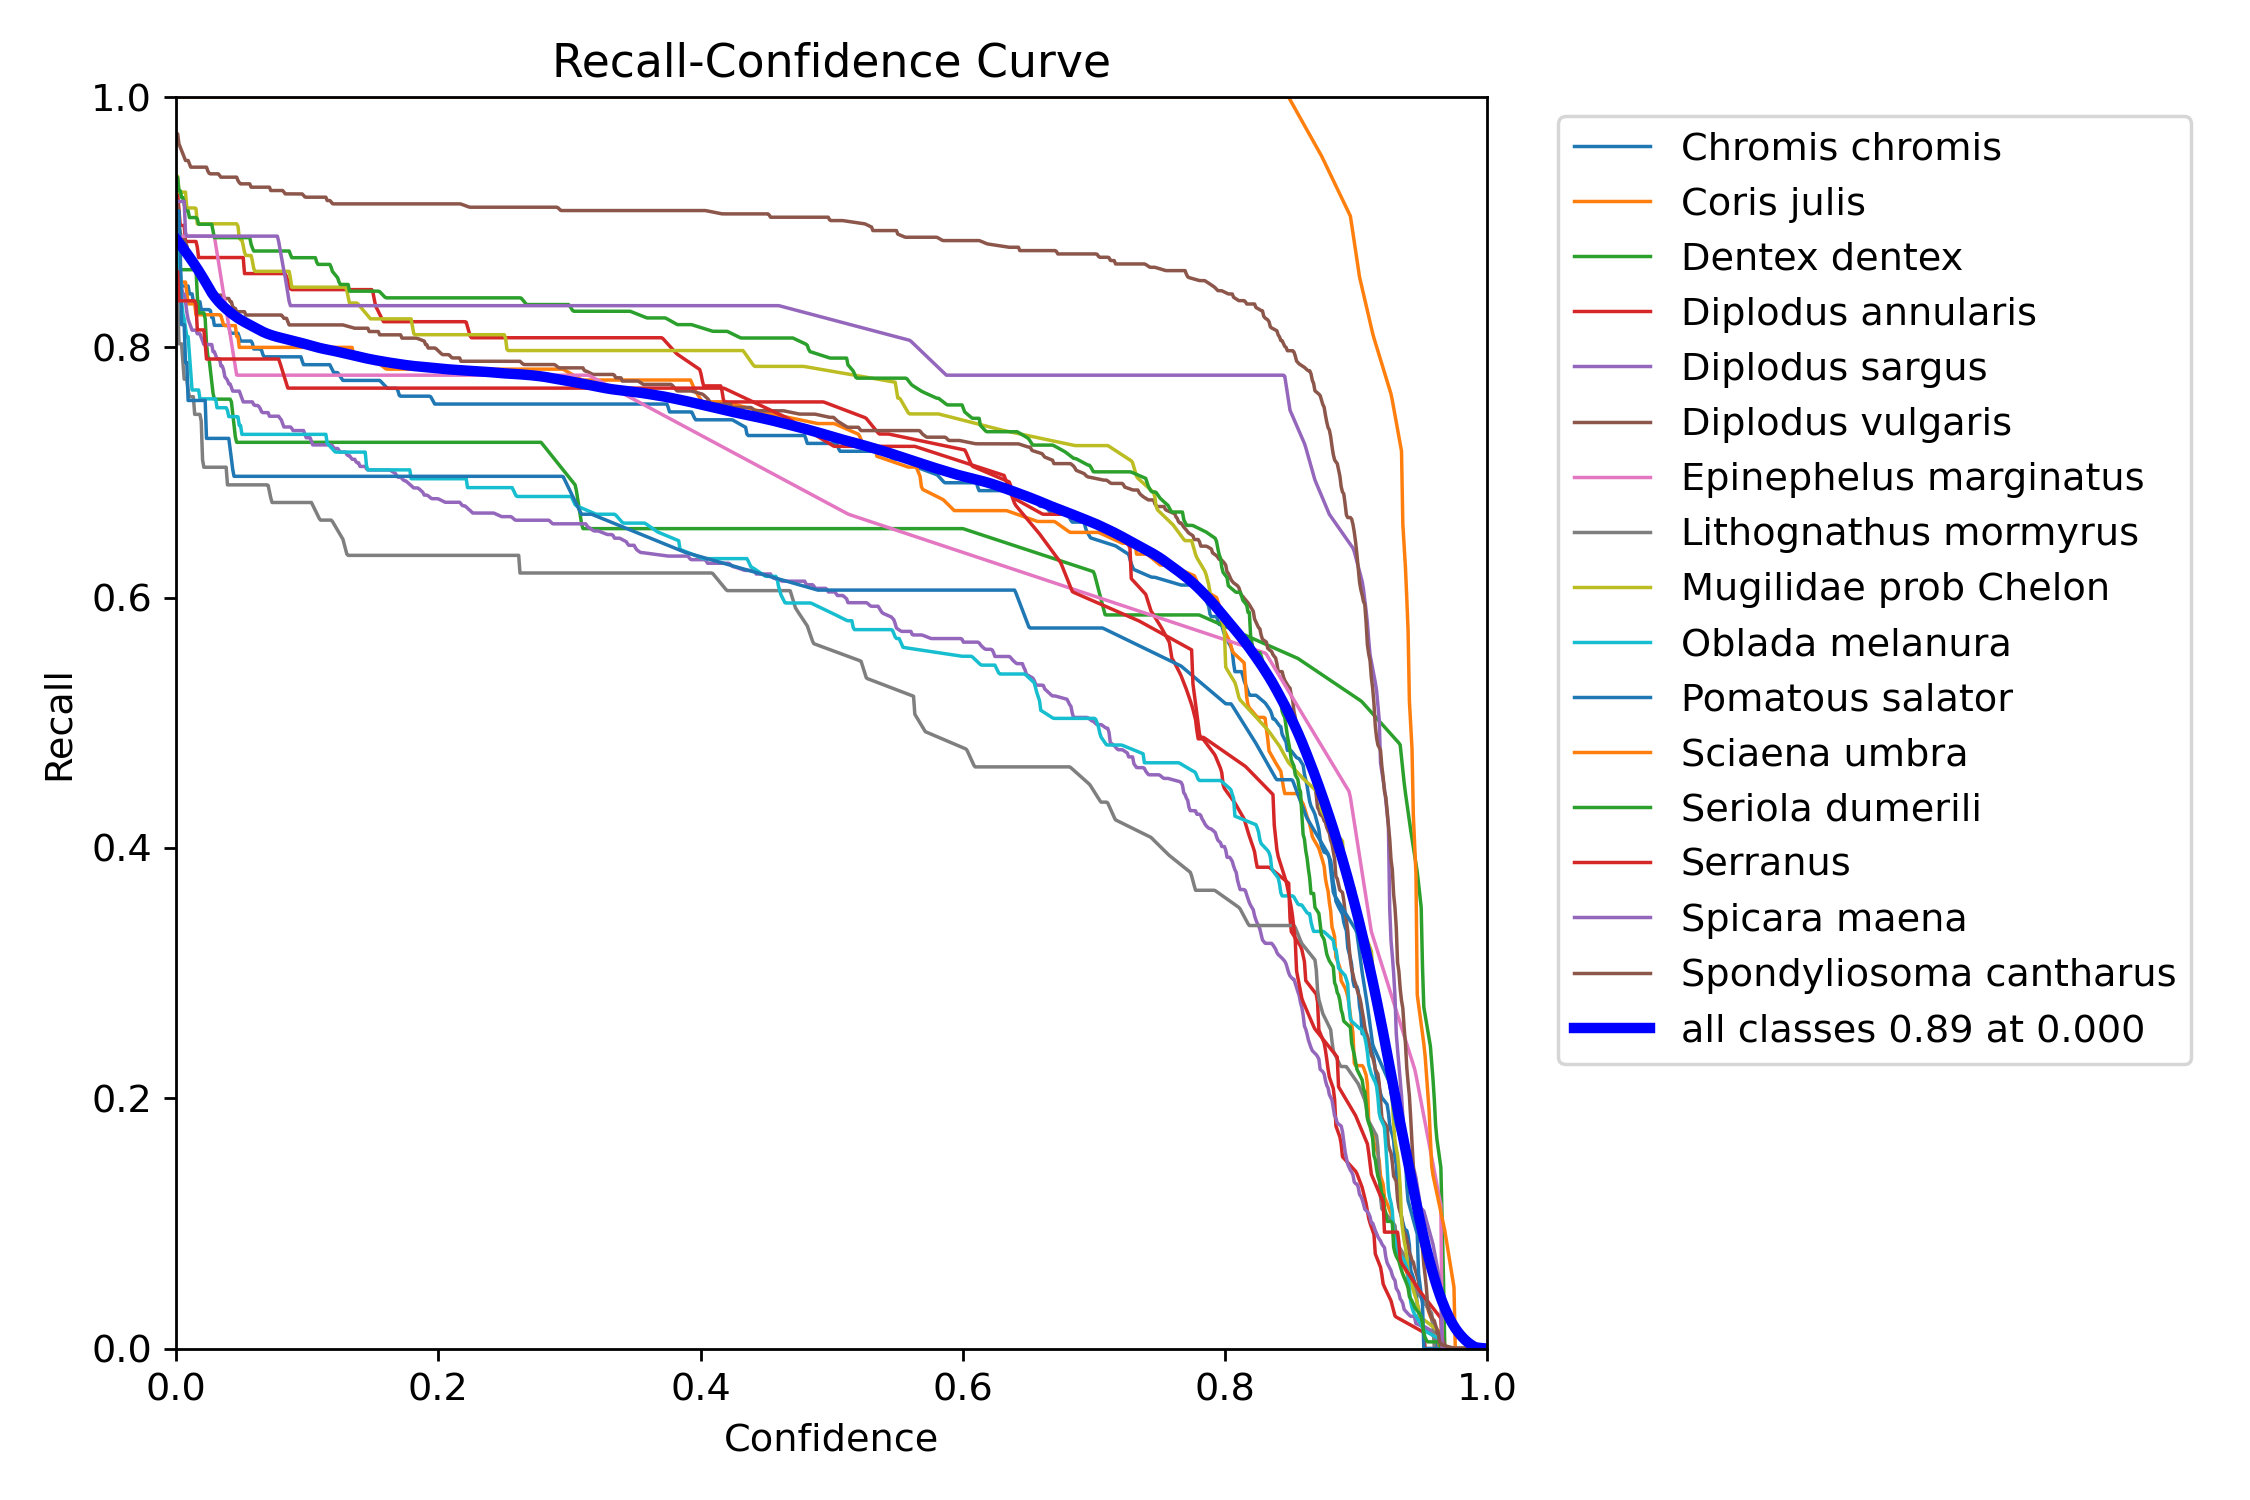 Recall-Confidence Curve
1.0
0.8
0.6
0.4
0.2
0.0
Recall
0.0 0.2 0.4 0.6 0.8 1.0
Confidence
Chromis chromis
Coris julis
Dentex dentex
Diplodus annularis
Diplodus sargus
Diplodus vulgaris
Epinephelus marginatus
Lithognathus mormyrus
Mugilidae prob Chelon
Oblada melanura
Pomatous salator
Sciaena umbra
Seriola dumerili
Serranus
Spicara maena
Spondyliosoma cantharus
all classes 0.89 at 0.000